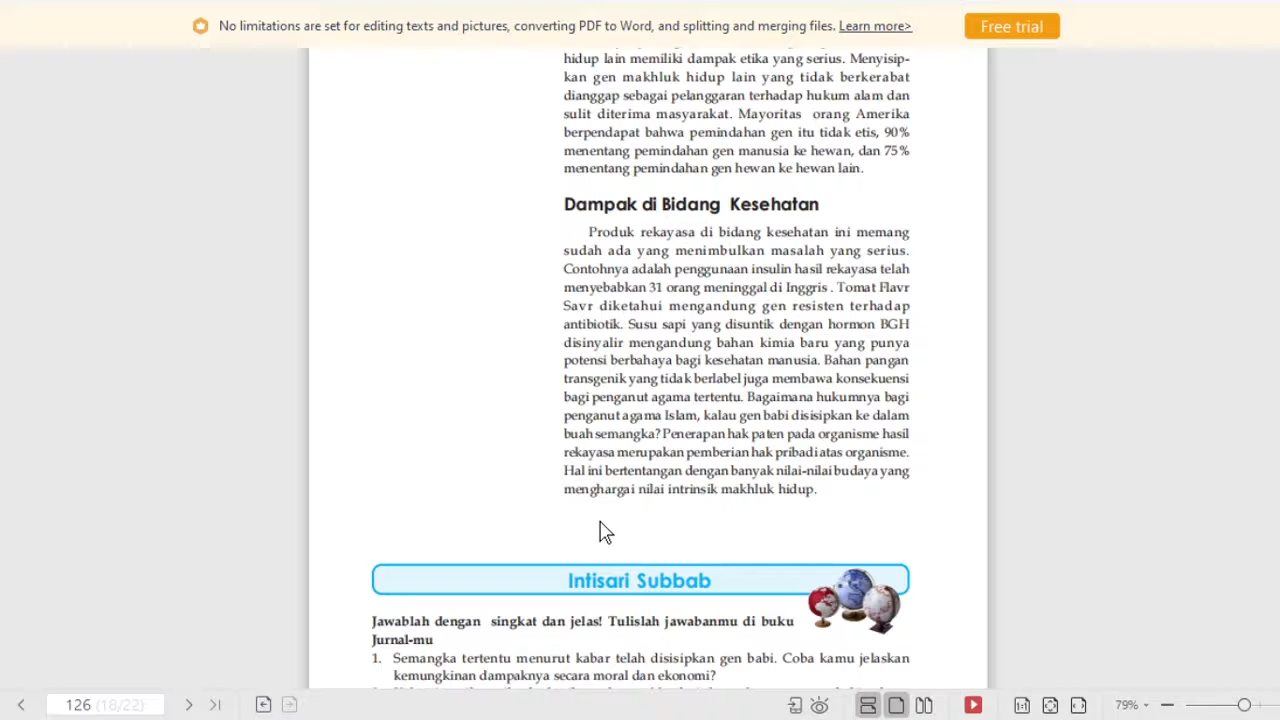 No limitations are set for editing texts and pictures, converting PDF to Word, and splitting and merging files. Learn more>
Free trial
hidup lain memiliki dampak etika yang serius. Menyisip-
kan gen makhluk hidup lain yang tidak berkerabat
dianggap sebagai pelanggaran terhadap hukum alam dan
sulit diterima masyarakat. Mayoritas orang Amerika
berpendapat bahwa pemindahan gen itu tidak etis, 90%
menentang pemindahan gen manusia ke hewan, dan 75%
menentang pemindahan gen hewan ke hewan lain.
Dampak di Bidang Kesehatan
Produk rekayasa di bidang kesehatan ini memang
sudah ada yang menimbulkan masalah yang serius.
Contohnya adalah penggunaan insulin hasil rekayasa telah
menyebabkan 31 orang meninggal di Inggris . Tomat Flavr
Savr diketahui mengandung gen resisten terhadap
antibiotik. Susu sapi yang disuntik dengan hormon BGH
disinyalir mengandung bahan kimia baru yang punya
potensi berbahaya bagi kesehatan manusia. Bahan pangan
transgenik yang tidak berlabel juga membawa konsekuensi
bagi penganut agama tertentu. Bagaimana hukumnya bagi
penganut agama Islam, kalau gen babi disisipkan ke dalam
buah semangka? Penerapan hak paten pada organisme hasil
rekayasa merupakan pemberian hak pribadi atas organisme.
Hal ini bertentangan dengan banyak nilai-nilai budaya yang
menghargai nilai intrinsik makhluk hidup.
Intisari Subbab
Jawablah dengan singkat dan jelas! Tulislah jawabanmu di buku
Jurnal-mu
1. Semangka tertentu menurut kabar telah disisipkan gen babi. Coba kamu jelaskan
kemungkinan dampaknya secara moral dan ekonomi?
126 (18/22)
1:1
79%